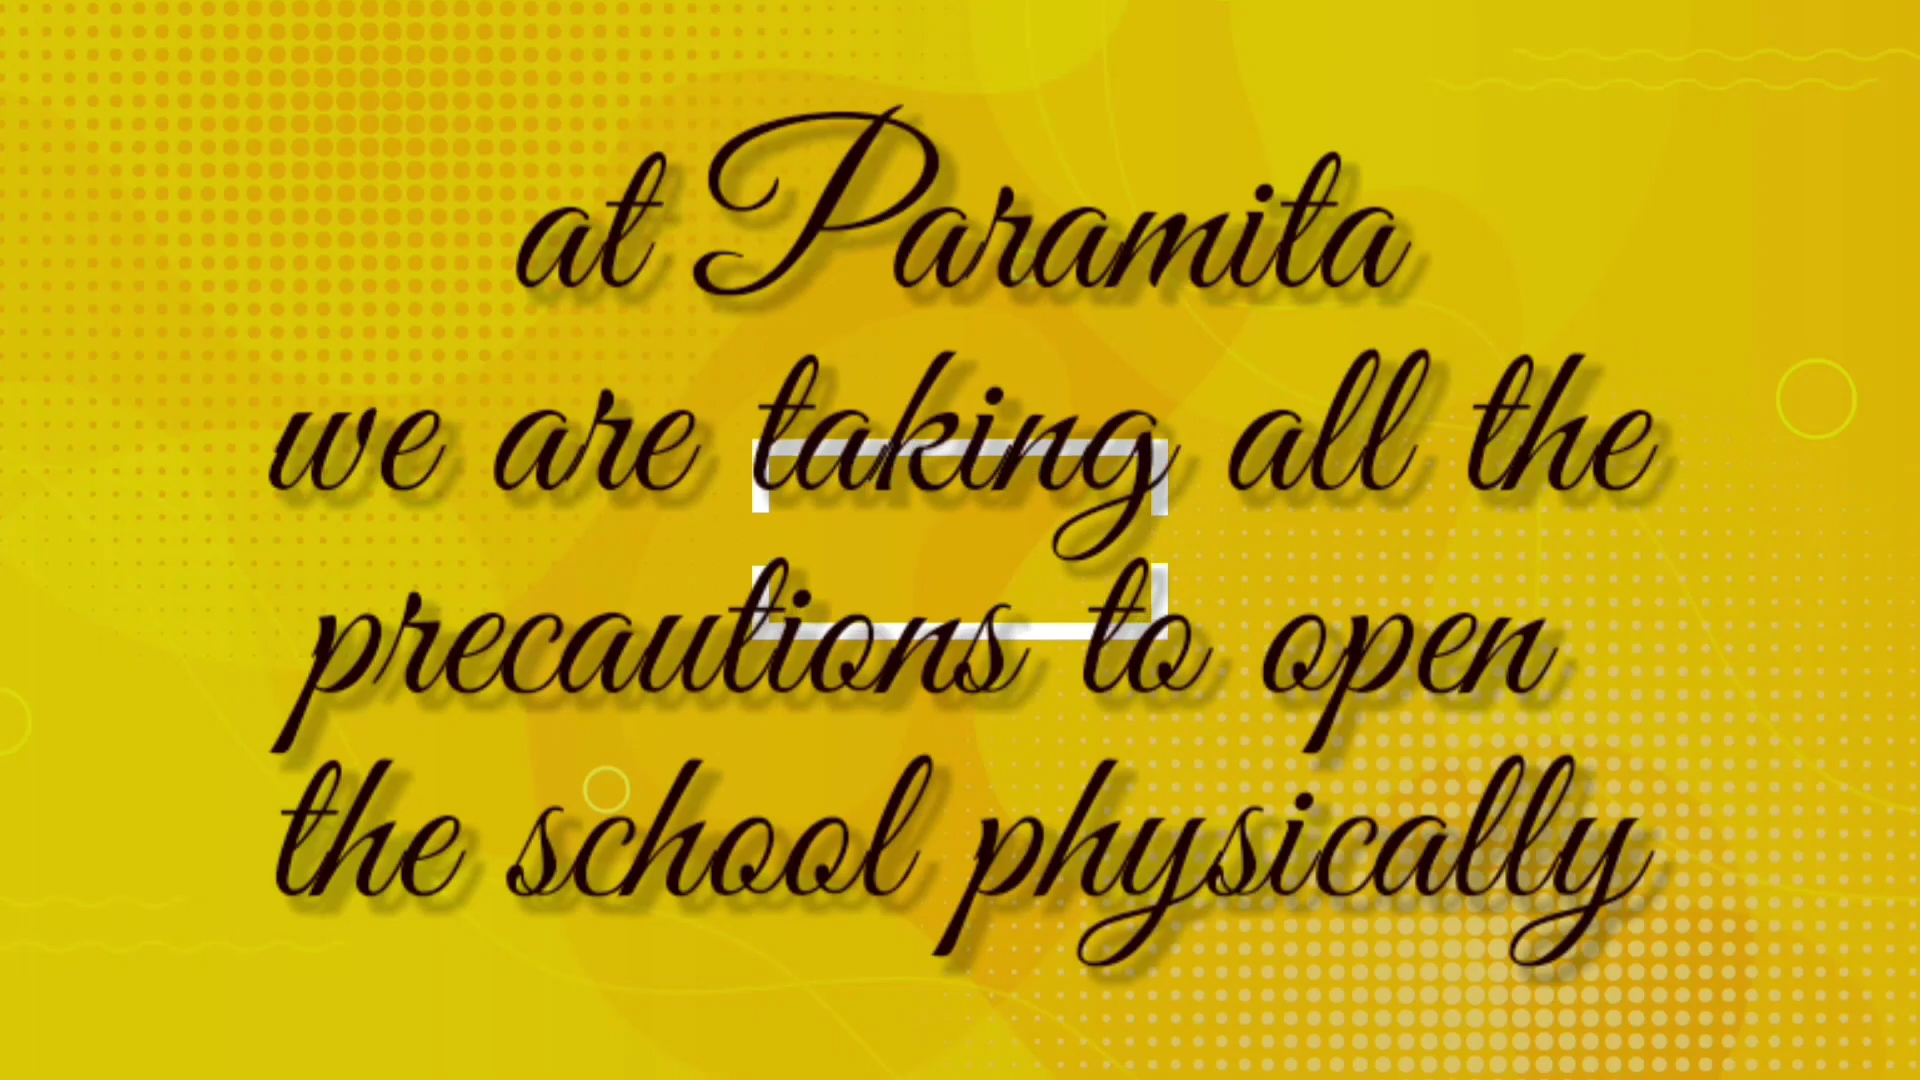 at Paramita
we are taking all the
precautions to open
the school physically